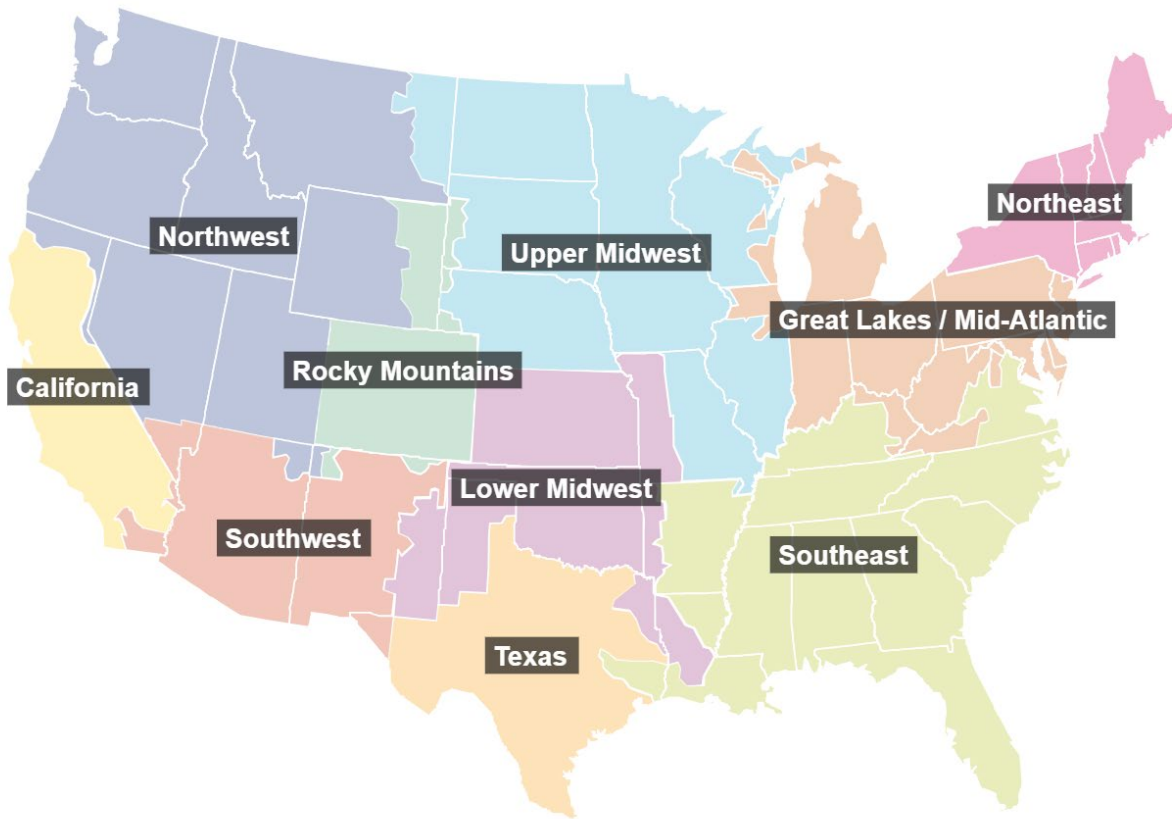 Northeast
Northwest
Upper Midwest
Great Lakes / Mid-Atlantic
Rocky Mountains
California
Lower Midwest
Southwest
Southeast
Texas